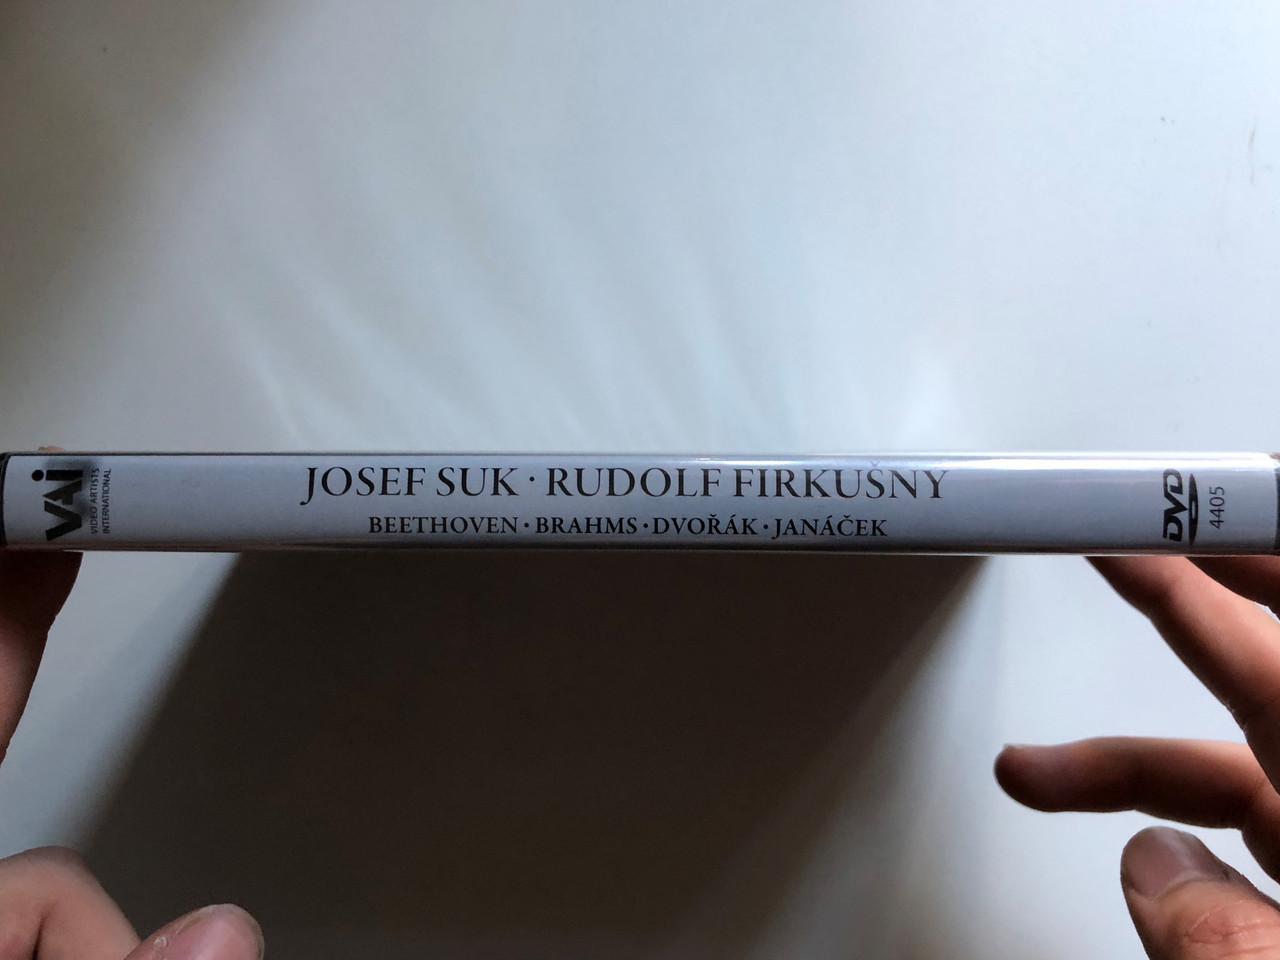 VAI
VIDEO ARTISTS
INTERNATIONAL
JOSEF SUK · RUDOLF FIRKUŠNY
BEETHOVEN · BRAHMS · DVOŘÁK · JANÁČEK
DVD
4405